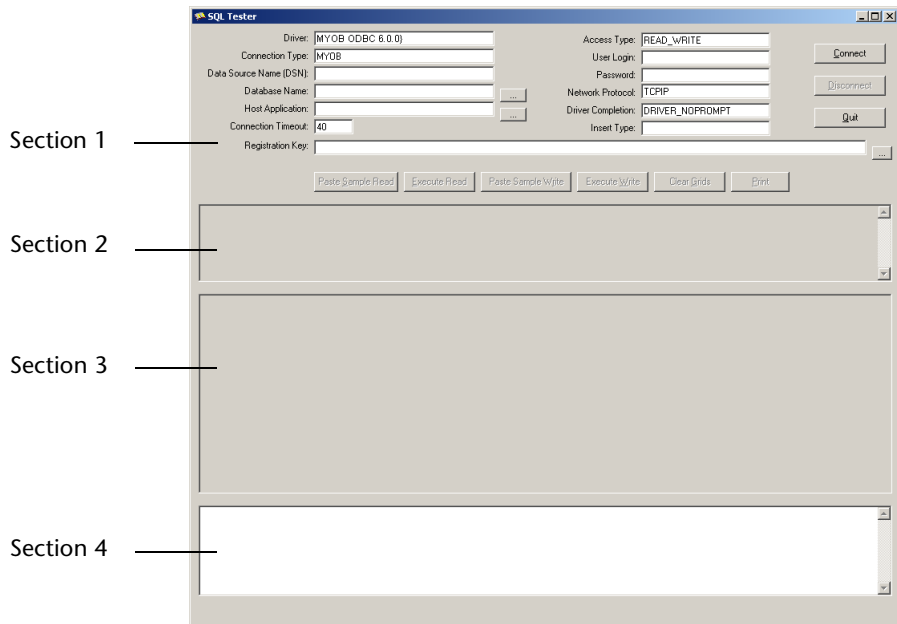 SQL Tester
Driver: MYOB ODBC 6.0.0}
Access Type: READ_WRITE
Connect
Connection Type: MYOB
User Login:
Data Source Name (DSN):
Password:
Disconnect
Database Name:
...
Network Protocol: TCPIP
Host Application:
...
Driver Completion: DRIVER_NOPROMPT
Quit
Connection Timeout: 40
Insert Type:
Section 1
Registration Key:
...
Paste Sample Read
Execute Read
Paste Sample Write
Execute Write
Clear Grids
Print
Section 2
Section 3
Section 4